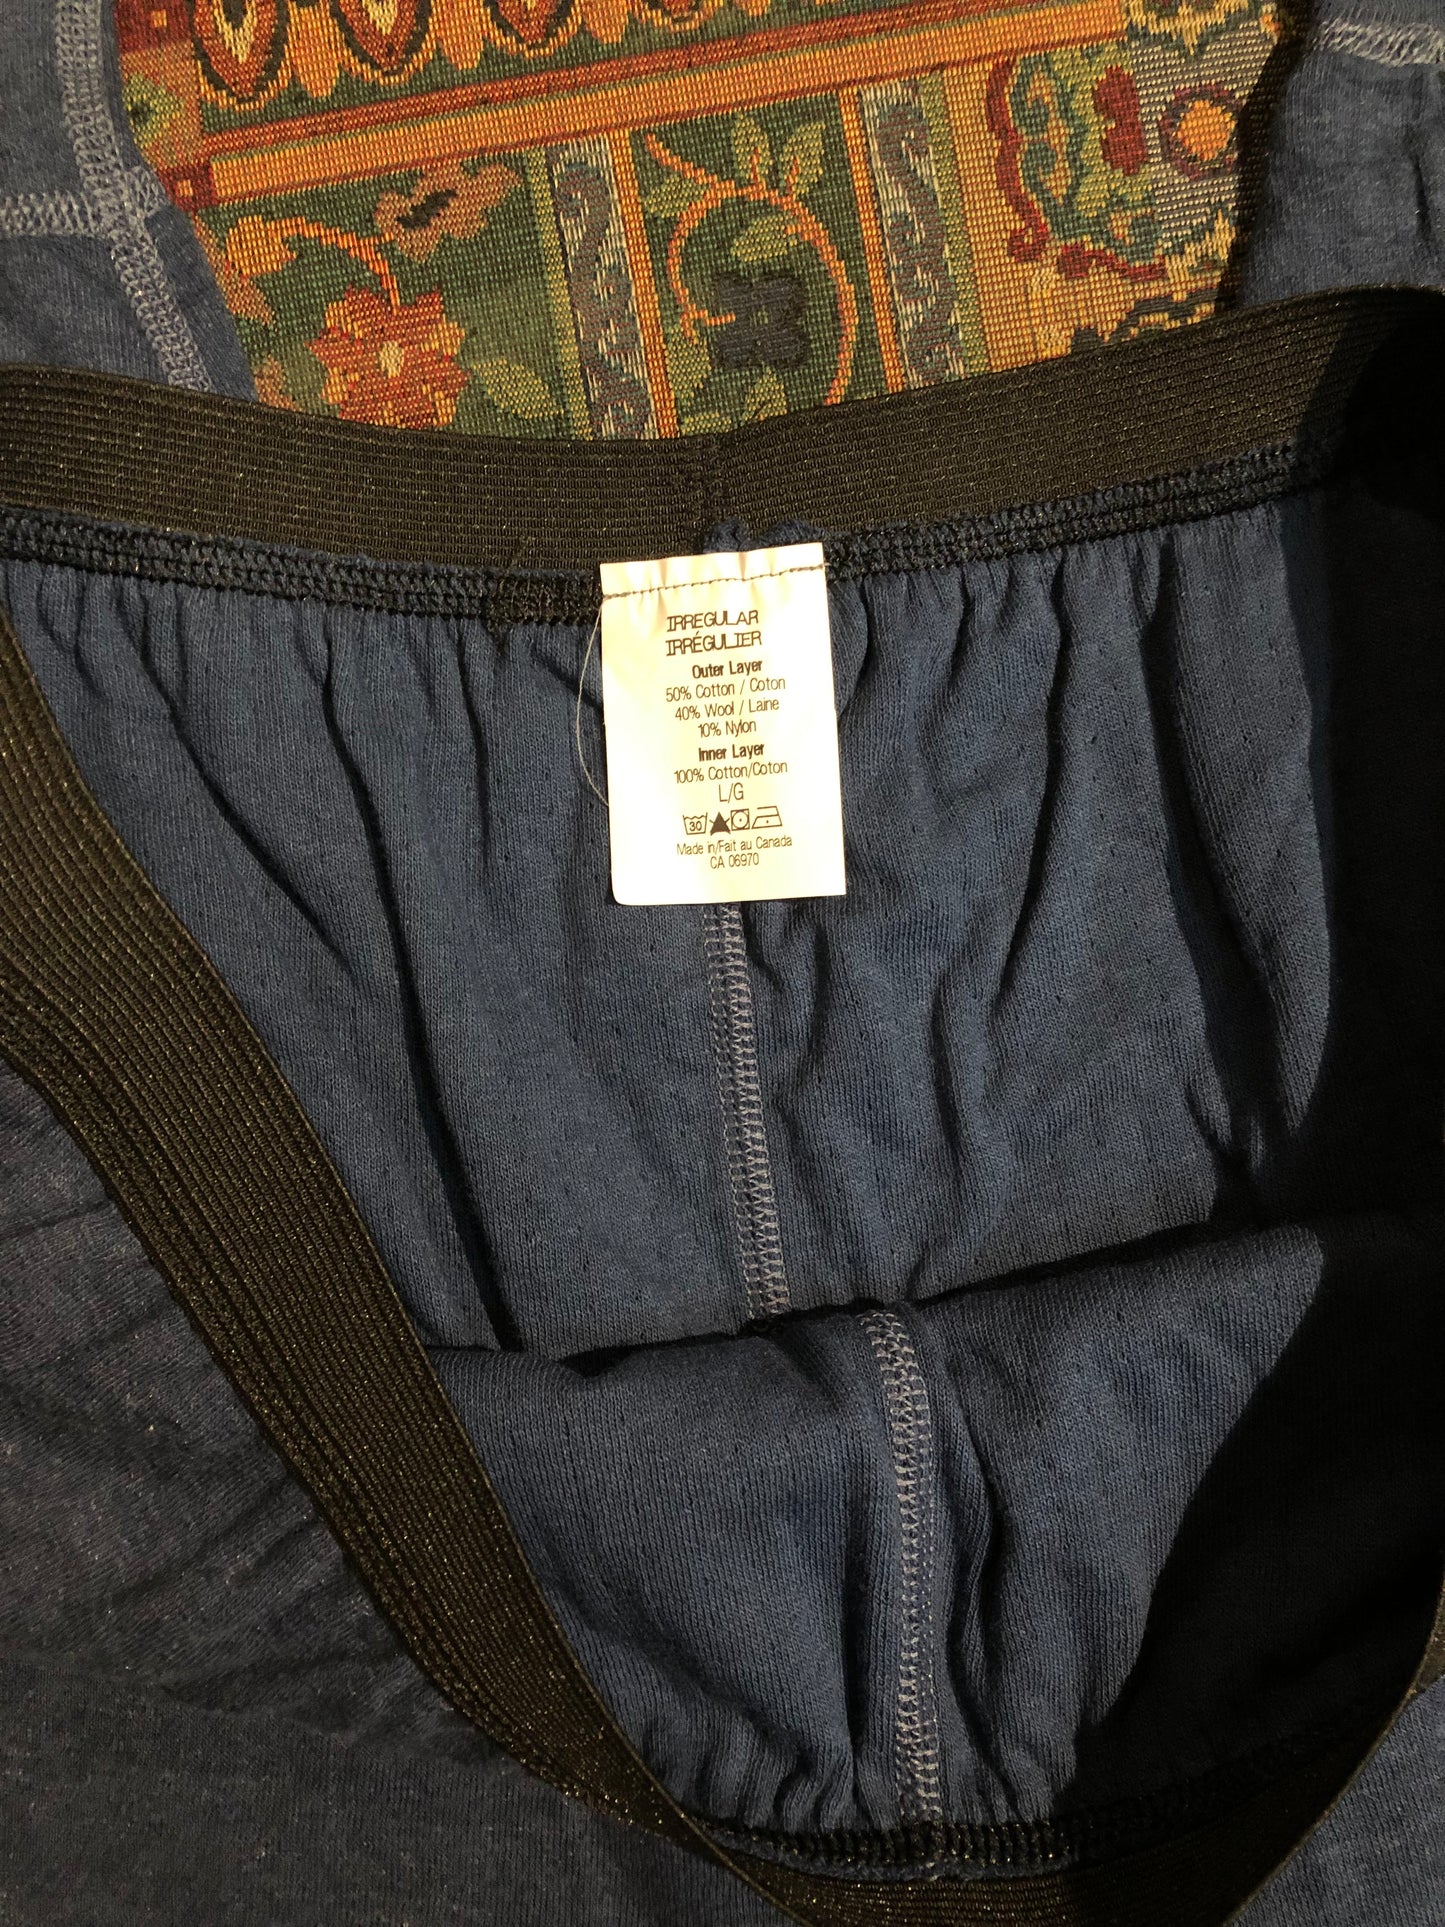 IRREGULAR
IRRÉGULIER
Outer Layer
50% Cotton / Coton
40% Wool / Laine
10% Nylon
Inner Layer
100% Cotton/Coton
L/G
30
Made in/Fait au Canada
CA 06970